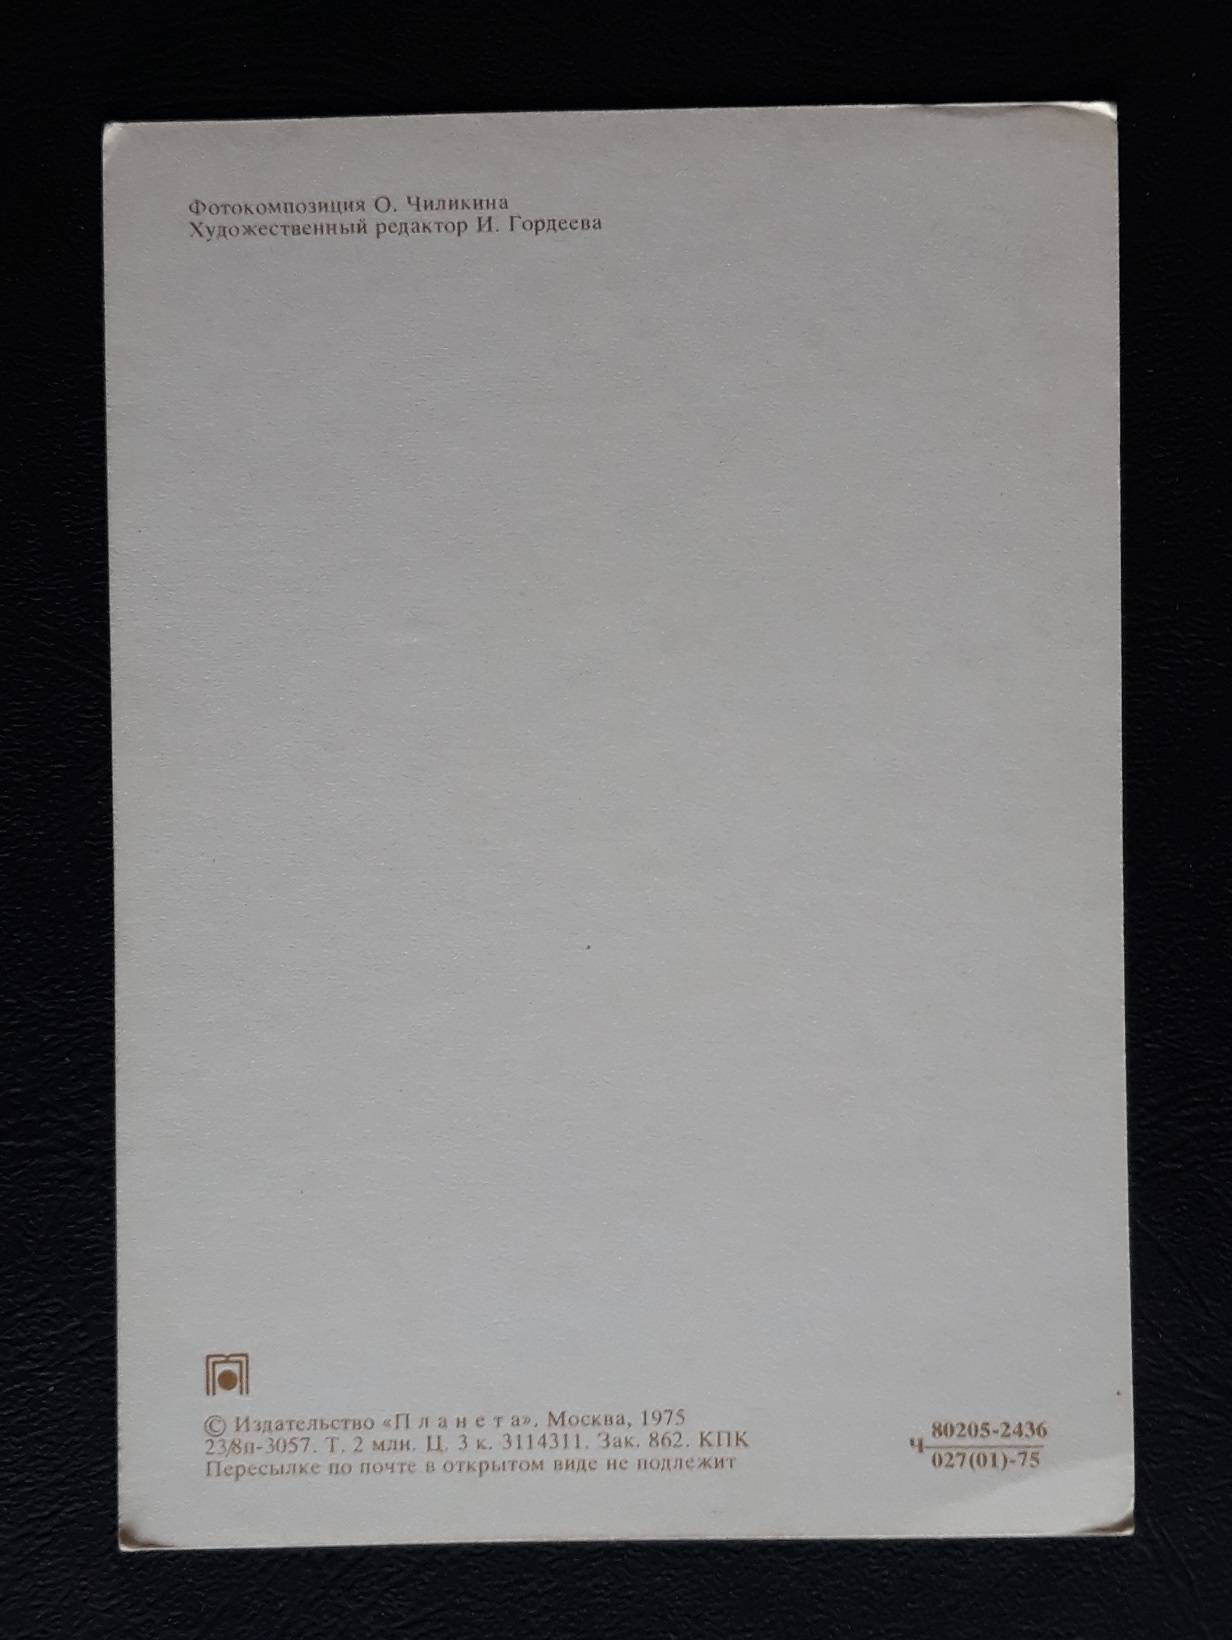 Фотокомпозиция О. Чиликина
Художественный редактор И. Гордеева
© Издательство «П л а н е т а». Москва, 1975
23/8п-3057. Т. 2 млн. Ц. 3 к. 3114311. Зак. 862. КПК
Пересылке по почте в открытом виде не подлежит
80205-2436
Ч
027(01)-75